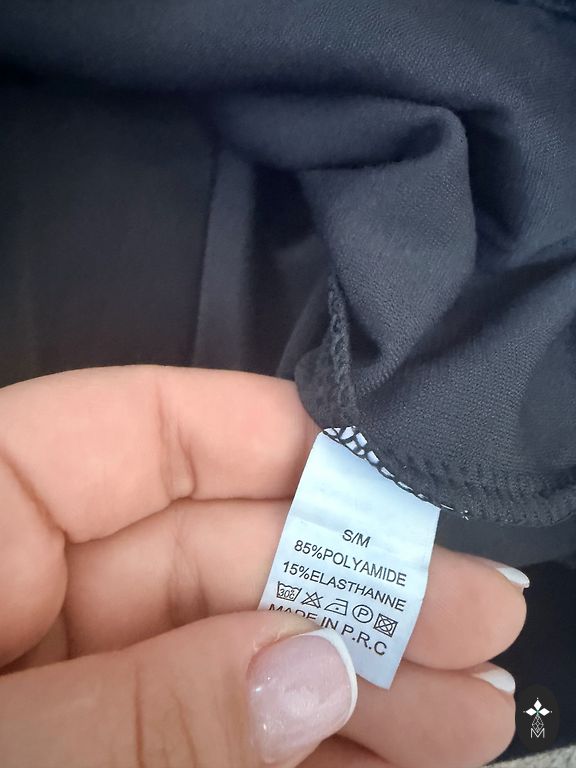 S/M
85%POLYAMIDE
15%ELASTHANNE
30°
P
MADE IN P.R.C
M